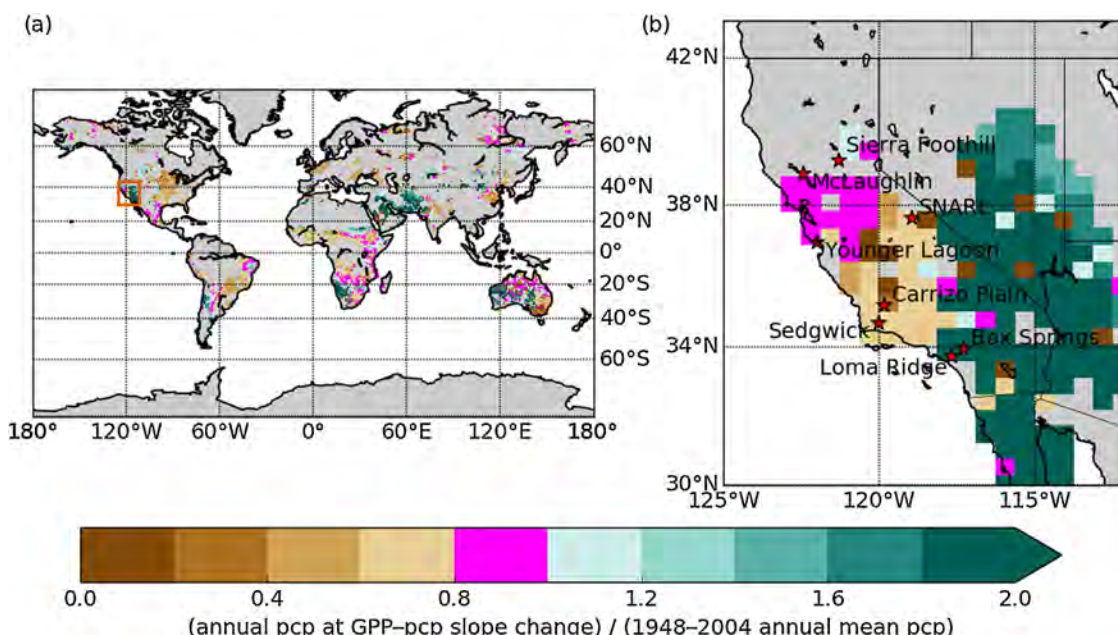 (a)
60°N
40°N
20°N
0°
20°S
40°S
60°S
180° 120°W 60°W 0° 60°E 120°E 180°
(b)
42°N
38°N
34°N
30°N
125°W 120°W 115°W
Sierra Foothill
McLaughlin
SNARL
Younger Lagoon
Carrizo Plain
Sedgwick
Box Springs
Loma Ridge
0.0 0.4 0.8 1.2 1.6 2.0
(annual pcp at GPP–pcp slope change) / (1948–2004 annual mean pcp)